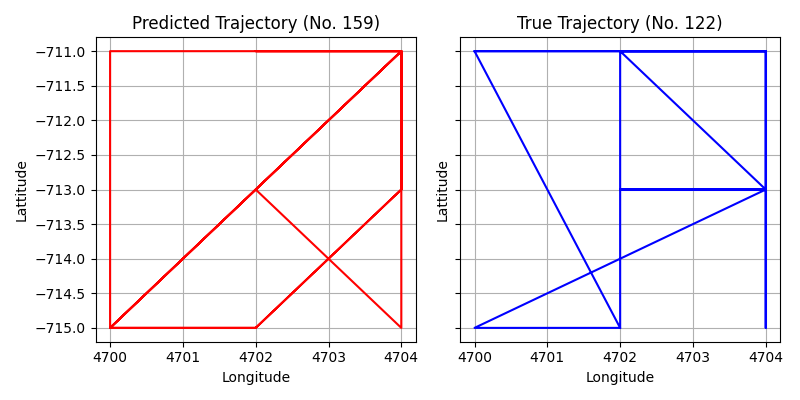 Predicted Trajectory (No. 159)
True Trajectory (No. 122)
−711.0
−711.5
−712.0
−712.5
−713.0
−713.5
−714.0
−714.5
−715.0
Lattitude
Lattitude
4700 4701 4702 4703 4704
4700 4701 4702 4703 4704
Longitude
Longitude